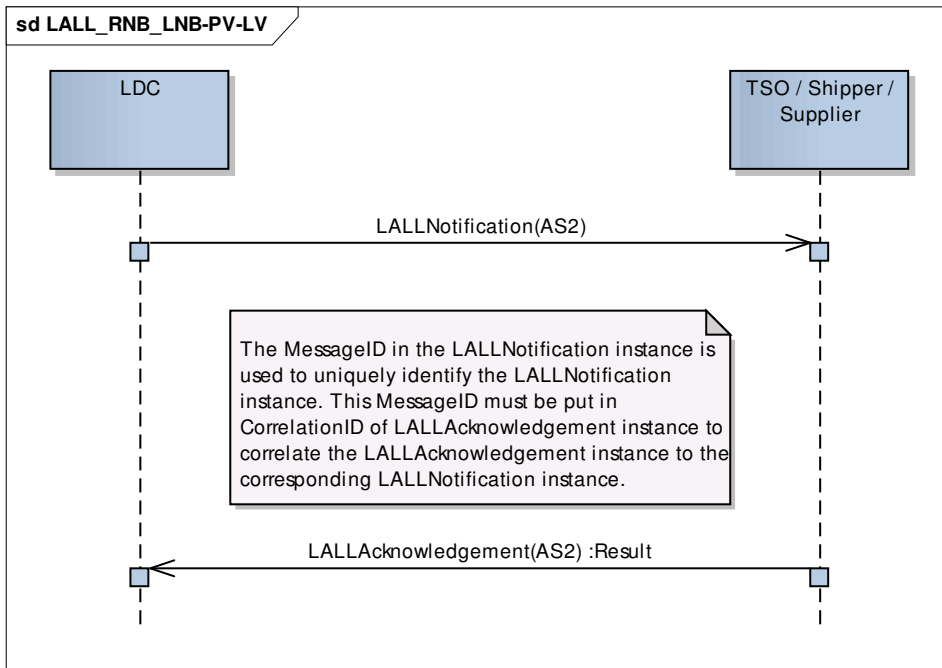 sd LALL_RNB_LNB-PV-LV
LDC
TSO / Shipper /
Supplier
LALLNotification(AS2)
The MessageID in the LALLNotification instance is
used to uniquely identify the LALLNotification
instance. This MessageID must be put in
CorrelationID of LALLAcknowledgement instance to
correlate the LALLAcknowledgement instance to the
corresponding LALLNotification instance.
LALLAcknowledgement(AS2) :Result